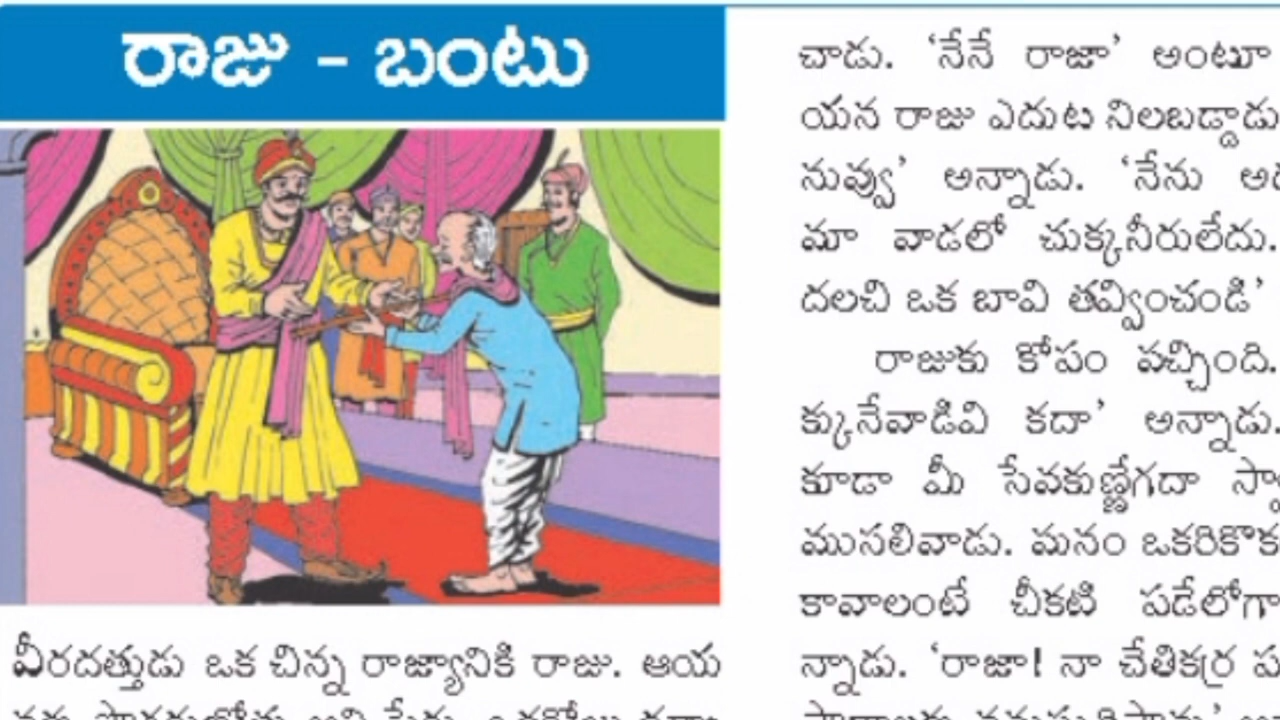 రాజు - బంటు
వీరదత్తుడు ఒక చిన్న రాజ్యానికి రాజు. ఆయ
చాడు. ‘నేనే రాజా’ అంటూ
యన రాజు ఎదుట నిలబడ్డాడు
నువ్వు’ అన్నాడు. ‘నేను
మా వాడలో చుక్కనీరులేదు.
దలచి ఒక బావి తవ్వించండి’
రాజుకు కోపం వచ్చింది.
క్కునేవాడివి కదా’ అన్నాడు.
కూడా మీ సేవకుణ్ణేగదా
ముసలివాడు. మనం ఒకరికొక
కావాలంటే చీకటి పడేలోగా
న్నాడు. ‘రాజా! నా చేతికర్ర